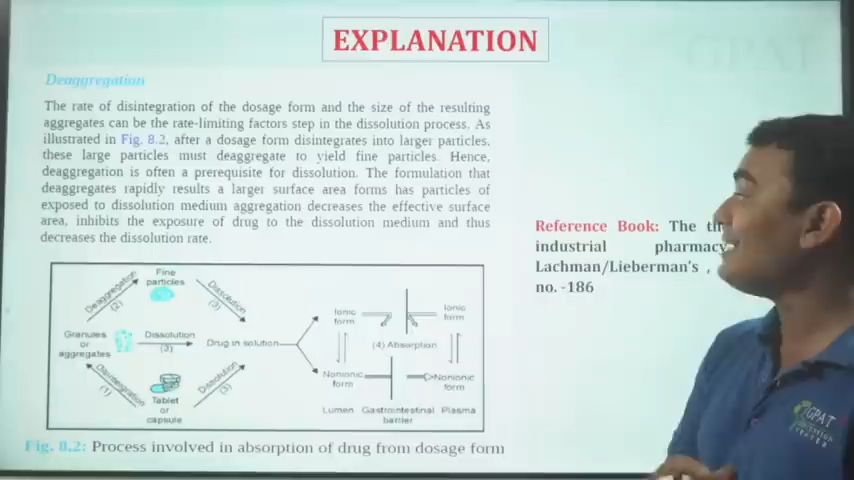 EXPLANATION
GPAT
Deaggregation
The rate of disintegration of the dosage form and the size of the resulting
aggregates can be the rate-limiting factors step in the dissolution process. As
illustrated in Fig. 8.2, after a dosage form disintegrates into larger particles,
these large particles must deaggregate to yield fine particles. Hence,
deaggregation is often a prerequisite for dissolution. The formulation that
deaggregates rapidly results a larger surface area forms has particles of
exposed to dissolution medium aggregation decreases the effective surface
area, inhibits the exposure of drug to the dissolution medium and thus
decreases the dissolution rate.
Reference Book: The th
industrial pharmacy
Lachman/Lieberman's ,
no. -186
Fine
particles
Deaggregation
(2)
Dissolution
(3)
Granules
or
aggregates
Dissolution
(3)
Drug in solution
Disintegration
(1)
Tablet
or
capsule
Dissolution
(3)
Ionic
form
Ionic
form
(4) Absorption
Nonionic
form
Nonionic
form
Lumen
Gastrointestinal
barrier
Plasma
Fig. 8.2: Process involved in absorption of drug from dosage form
GPAT